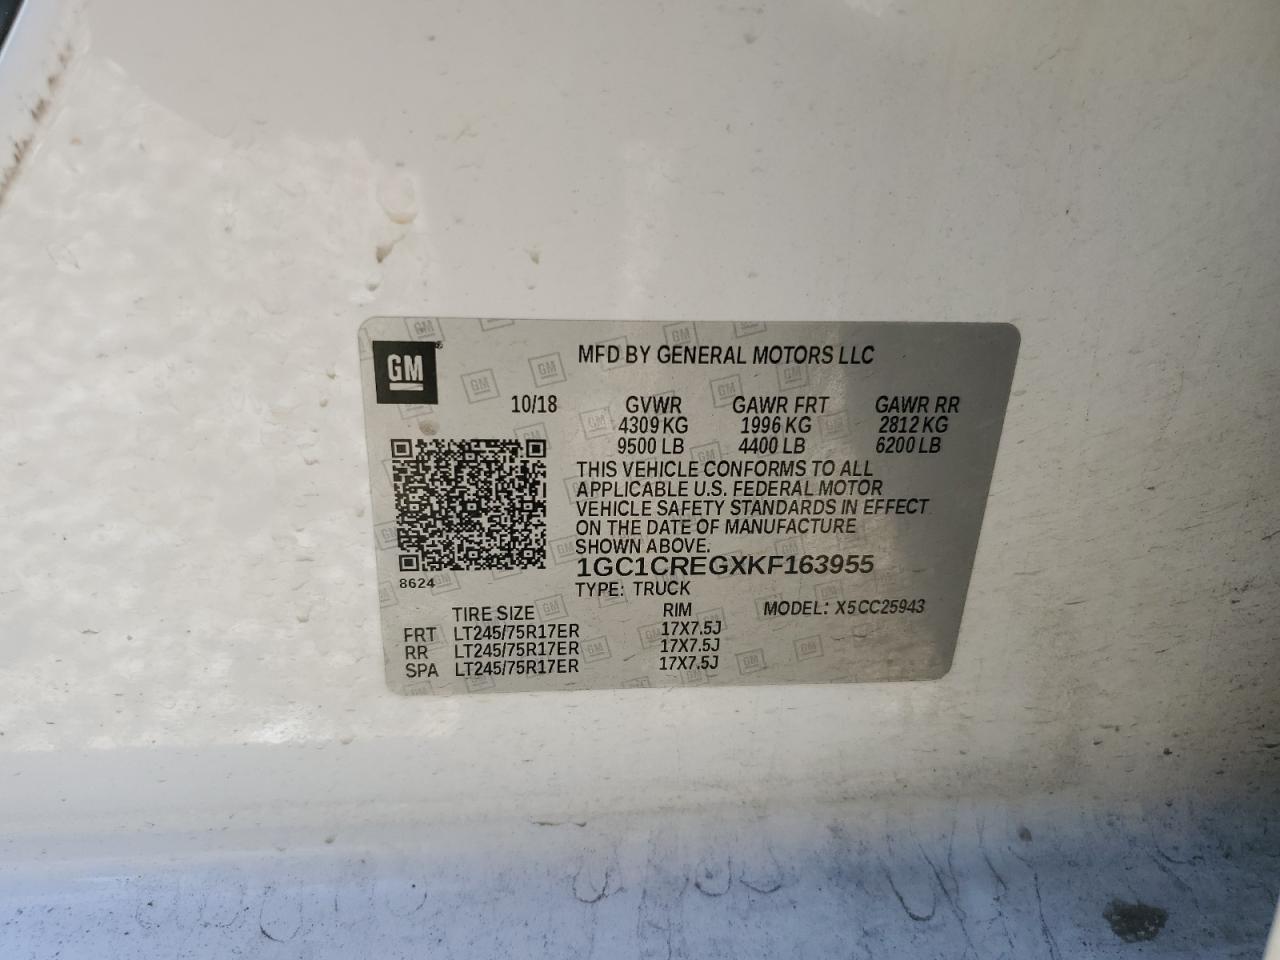 GM
MFD BY GENERAL MOTORS LLC
10/18 GVWR GAWR FRT GAWR RR
4309 KG 1996 KG 2812 KG
9500 LB 4400 LB 6200 LB
THIS VEHICLE CONFORMS TO ALL
APPLICABLE U.S. FEDERAL MOTOR
VEHICLE SAFETY STANDARDS IN EFFECT
ON THE DATE OF MANUFACTURE
SHOWN ABOVE.
1GC1CREGXKF163955
8624
TYPE: TRUCK
TIRE SIZE RIM MODEL: X5 CC25943
FRT LT245/75R17ER 17X7.5J
RR LT245/75R17ER 17X7.5J
SPA LT245/75R17ER 17X7.5J